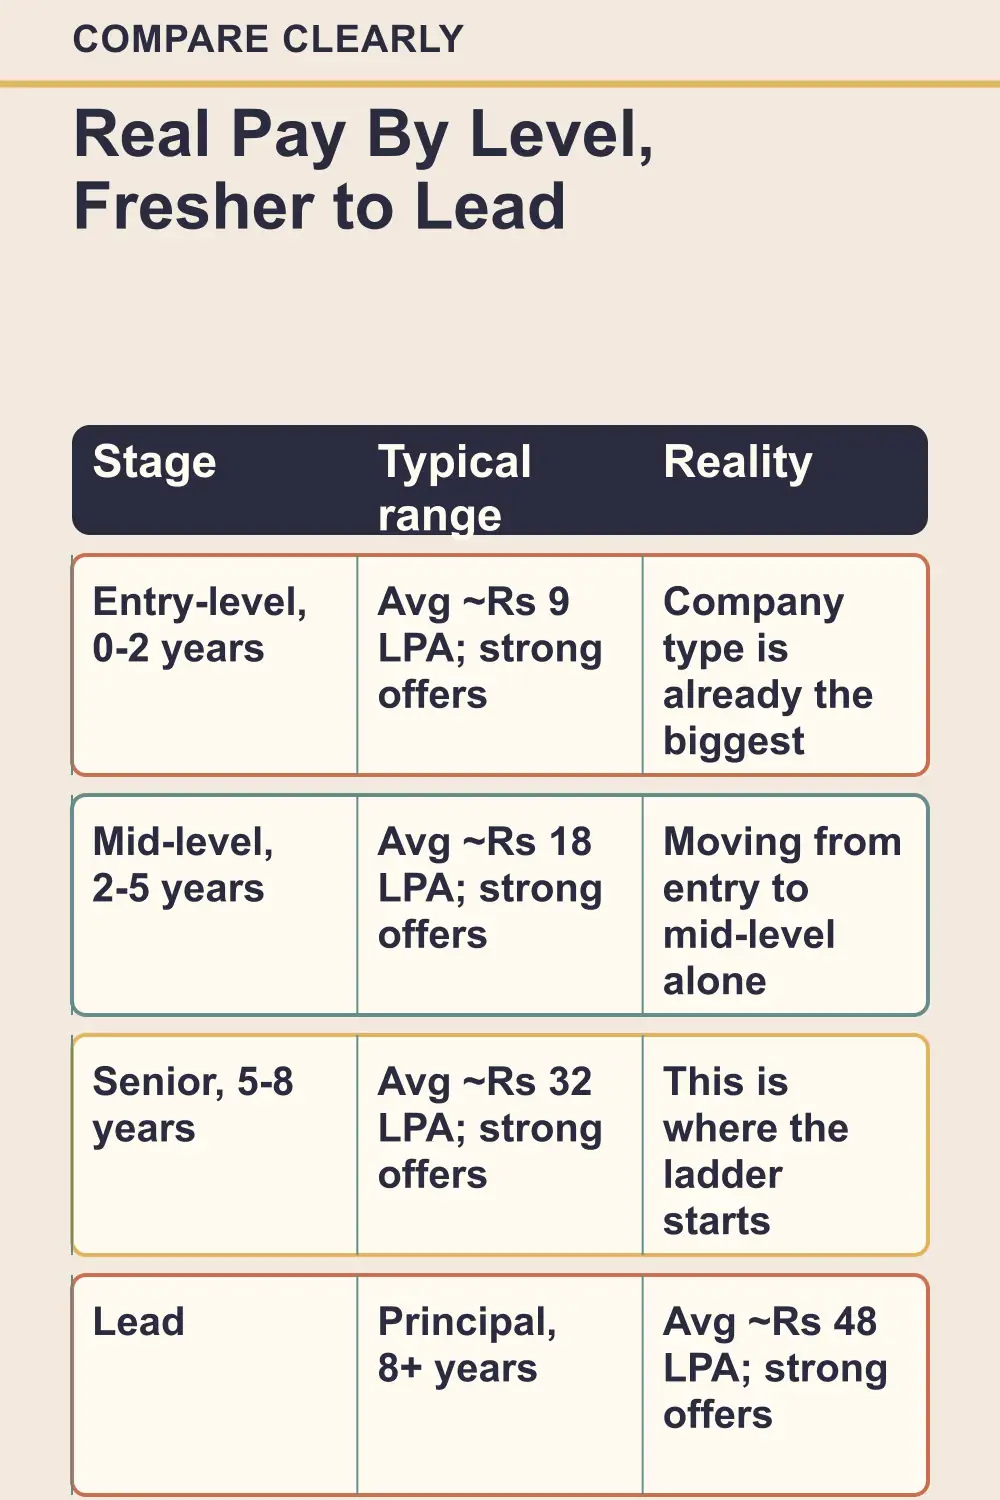 COMPARE CLEARLY
Real Pay By Level,
Fresher to Lead
Stage
Typical
range
Reality
Entry-level,
0-2 years
Avg ~Rs 9
LPA; strong
offers
Company
type is
already the
biggest
Mid-level,
2-5 years
Avg ~Rs 18
LPA; strong
offers
Moving from
entry to
mid-level
alone
Senior, 5-8
years
Avg ~Rs 32
LPA; strong
offers
This is
where the
ladder
starts
Lead
Principal,
8+ years
Avg ~Rs 48
LPA; strong
offers